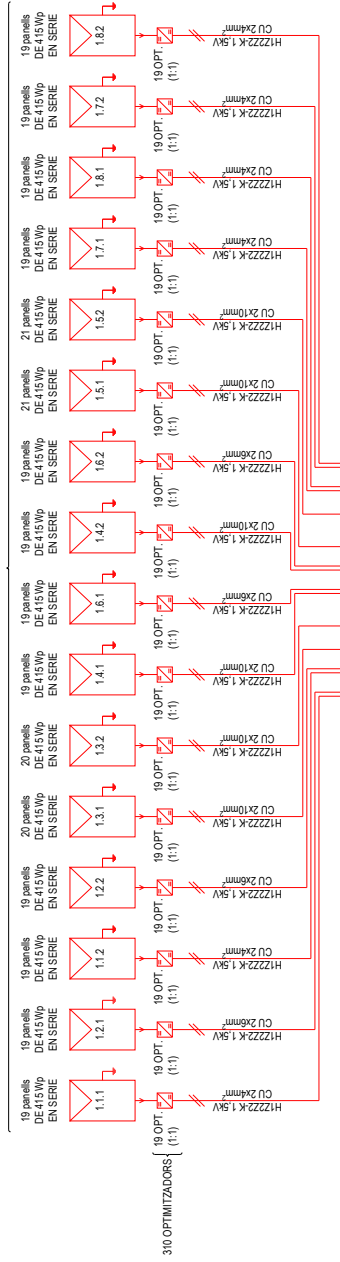 19 panells
DE 415 Wp
EN SERIE
1.1.1
19 OPT.
(1:1)
CU 2x4mm²
H1Z2Z2-K-1,5kV
19 panells
DE 415 Wp
EN SERIE
1.2.1
19 OPT.
(1:1)
CU 2x6mm²
H1Z2Z2-K-1,5kV
19 panells
DE 415 Wp
EN SERIE
1.1.2
19 OPT.
(1:1)
CU 2x4mm²
H1Z2Z2-K-1,5kV
19 panells
DE 415 Wp
EN SERIE
1.2.2
19 OPT.
(1:1)
CU 2x6mm²
H1Z2Z2-K-1,5kV
20 panells
DE 415 Wp
EN SERIE
1.3.1
19 OPT.
(1:1)
CU 2x10mm²
H1Z2Z2-K-1,5kV
20 panells
DE 415 Wp
EN SERIE
1.3.2
19 OPT.
(1:1)
CU 2x10mm²
H1Z2Z2-K-1,5kV
19 panells
DE 415 Wp
EN SERIE
1.4.1
19 OPT.
(1:1)
CU 2x10mm²
H1Z2Z2-K-1,5kV
19 panells
DE 415 Wp
EN SERIE
1.6.1
19 OPT.
(1:1)
CU 2x6mm²
H1Z2Z2-K-1,5kV
19 panells
DE 415 Wp
EN SERIE
1.4.2
19 OPT.
(1:1)
CU 2x10mm²
H1Z2Z2-K-1,5kV
19 panells
DE 415 Wp
EN SERIE
1.6.2
19 OPT.
(1:1)
CU 2x6mm²
H1Z2Z2-K-1,5kV
21 panells
DE 415 Wp
EN SERIE
1.5.1
19 OPT.
(1:1)
CU 2x10mm²
H1Z2Z2-K-1,5kV
21 panells
DE 415 Wp
EN SERIE
1.5.2
19 OPT.
(1:1)
CU 2x10mm²
H1Z2Z2-K-1,5kV
19 panells
DE 415 Wp
EN SERIE
1.7.1
19 OPT.
(1:1)
CU 2x4mm²
H1Z2Z2-K-1,5kV
19 panells
DE 415 Wp
EN SERIE
1.8.1
19 OPT.
(1:1)
CU 2x4mm²
H1Z2Z2-K-1,5kV
19 panells
DE 415 Wp
EN SERIE
1.7.2
19 OPT.
(1:1)
CU 2x4mm²
H1Z2Z2-K-1,5kV
19 panells
DE 415 Wp
EN SERIE
1.8.2
19 OPT.
(1:1)
CU 2x4mm²
H1Z2Z2-K-1,5kV
310 OPTIMITZADORS